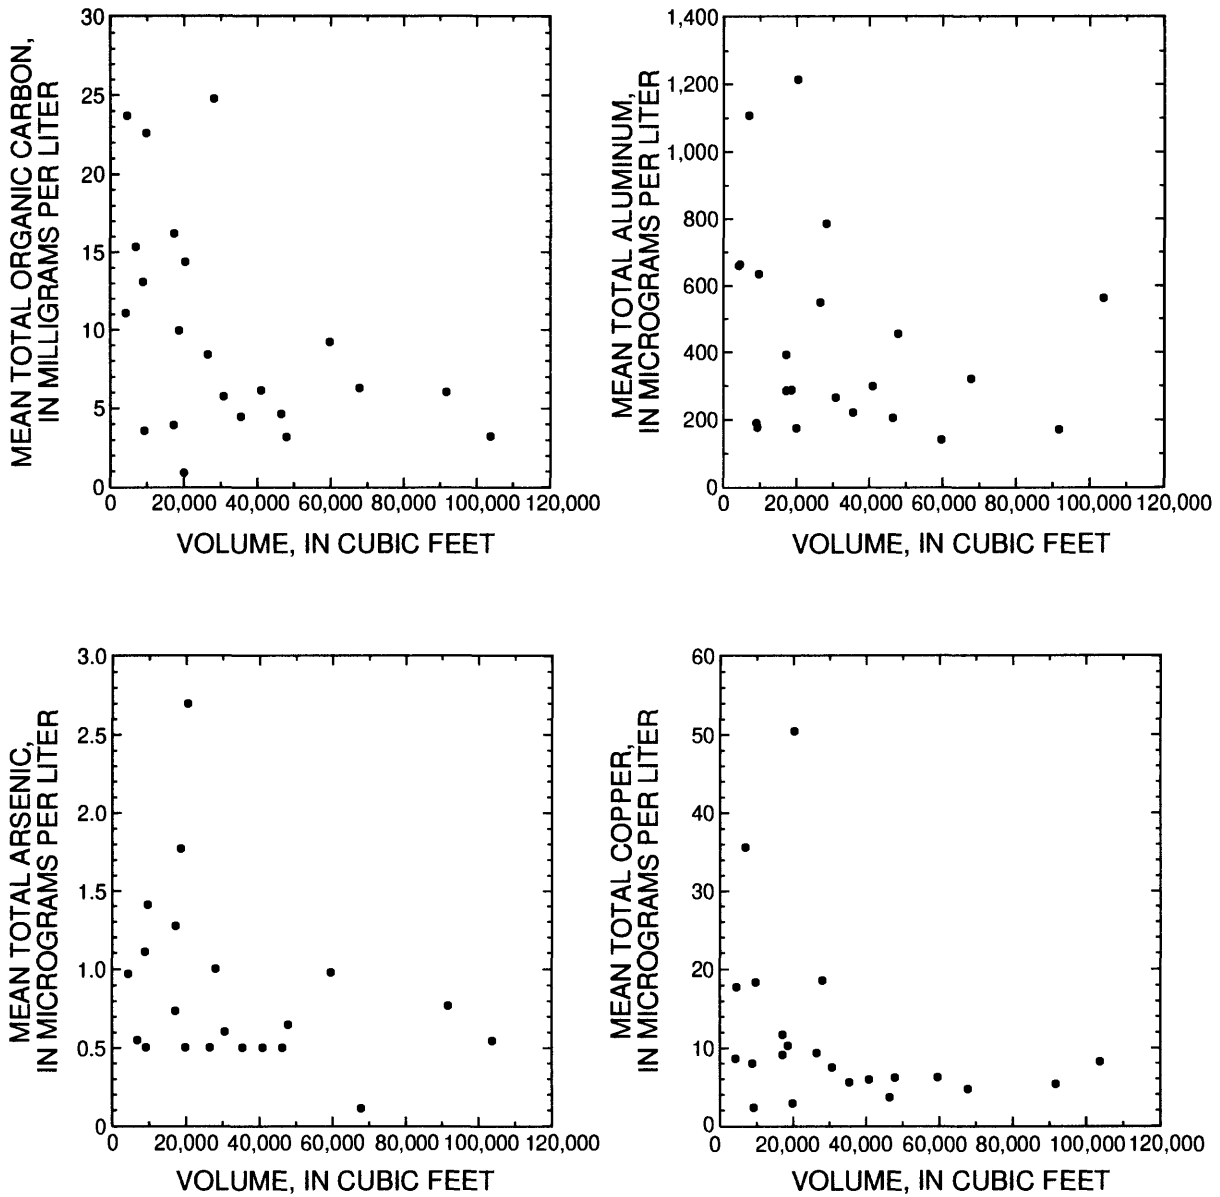 MEAN TOTAL ORGANIC CARBON,
IN MILLIGRAMS PER LITER
30
25
20
15
10
5
0
0 20,000 40,000 60,000 80,000 100,000 120,000
VOLUME, IN CUBIC FEET
MEAN TOTAL ALUMINUM,
IN MICROGRAMS PER LITER
1,400
1,200
1,000
800
600
400
200
0
0 20,000 40,000 60,000 80,000 100,000 120,000
VOLUME, IN CUBIC FEET
MEAN TOTAL ARSENIC,
IN MICROGRAMS PER LITER
3.0
2.5
2.0
1.5
1.0
0.5
0
0 20,000 40,000 60,000 80,000 100,000 120,000
VOLUME, IN CUBIC FEET
MEAN TOTAL COPPER,
IN MICROGRAMS PER LITER
60
50
40
30
20
10
0
0 20,000 40,000 60,000 80,000 100,000 120,000
VOLUME, IN CUBIC FEET